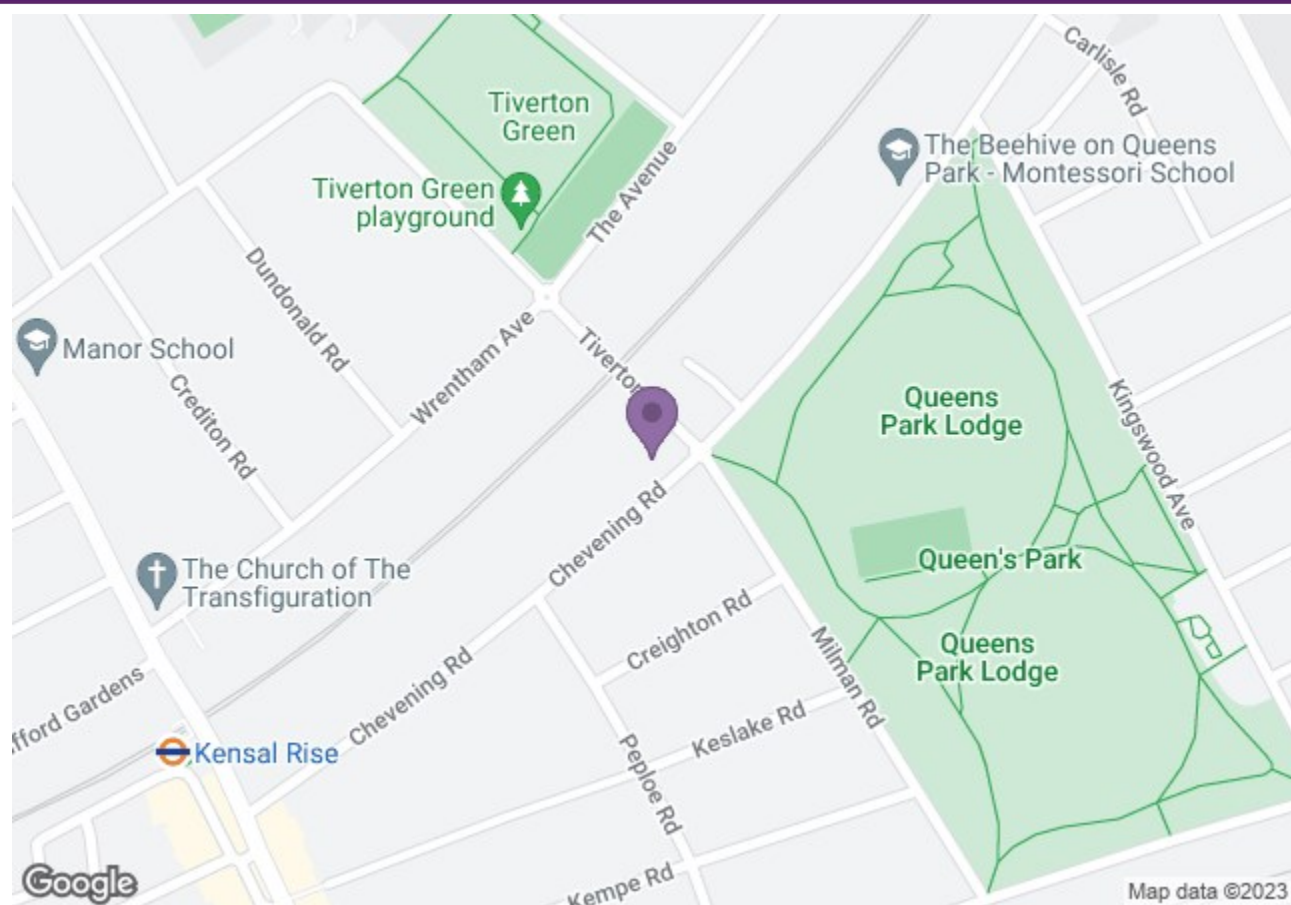 Carlisle Rd
Tiverton
Green
The Beehive on Queens
Park - Montessori School
Tiverton Green
playground
The Avenue
Dundonald Rd
Wrentham Ave
Tiverton
Manor School
Crediton Rd
Queens
Park Lodge
Kingswood Ave
Chevening Rd
Queen's Park
The Church of The
Transfiguration
Creighton Rd
Milman Rd
Queens
Park Lodge
fford Gardens
Chevening Rd
Keslake Rd
Kensal Rise
Peploe Rd
Kempe Rd
Google
Map data ©2023